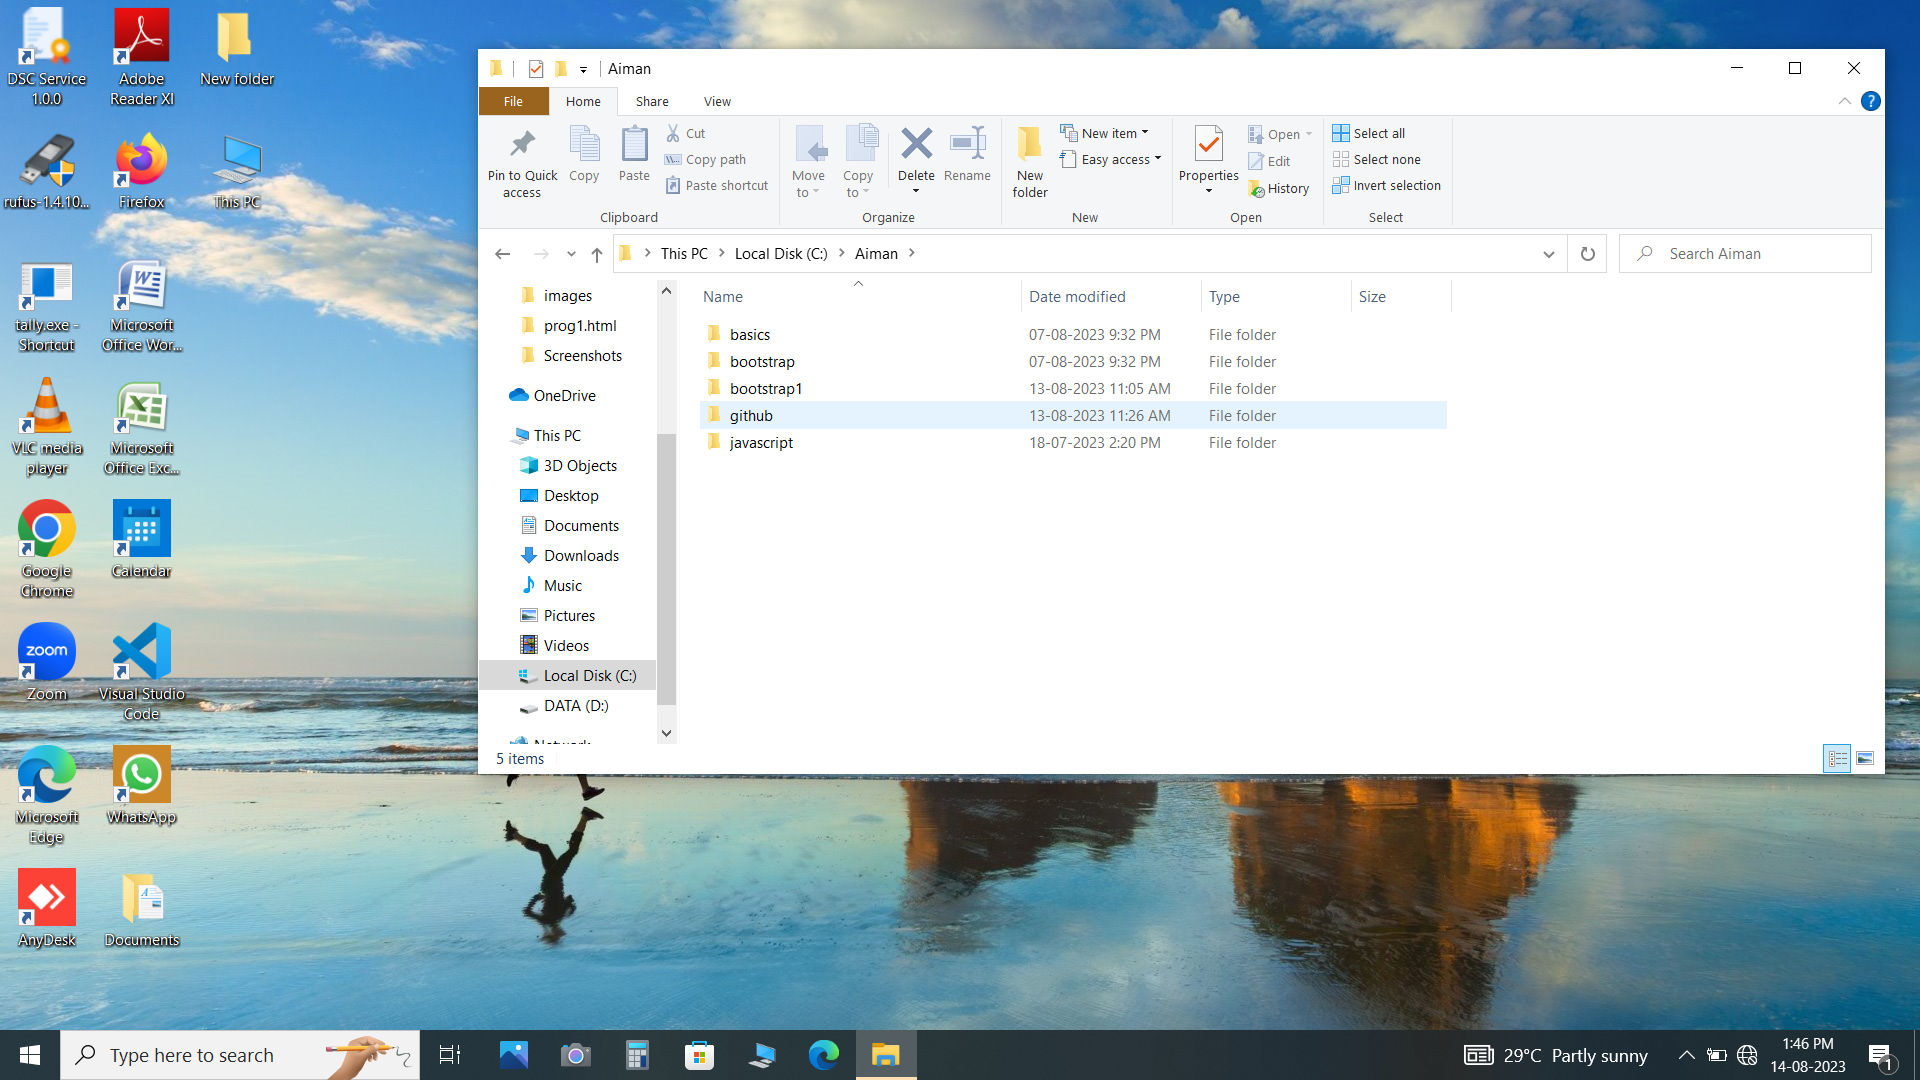 DSC Service
1.0.0
Adobe
Reader XI
New folder
rufus-1.4.10...
Firefox
This PC
tally.exe -
Shortcut
Microsoft
Office Wor...
VLC media
player
Microsoft
Office Exc...
Google
Chrome
Calendar
zoom
Zoom
Visual Studio
Code
Microsoft
Edge
WhatsApp
AnyDesk
Documents
Aiman
File Home Share View
Pin to Quick
access
Copy
Paste
Cut
Copy path
Paste shortcut
Clipboard
Move
to
Copy
to
Delete
Rename
Organize
New
folder
New item
Easy access
New
Properties
Open
Edit
History
Open
Select all
Select none
Invert selection
Select
This PC Local Disk (C:) Aiman
Search Aiman
images
prog1.html
Screenshots
OneDrive
This PC
3D Objects
Desktop
Documents
Downloads
Music
Pictures
Videos
Local Disk (C:)
DATA (D:)
Network
Name Date modified Type Size
basics 07-08-2023 9:32 PM File folder
bootstrap 07-08-2023 9:32 PM File folder
bootstrap1 13-08-2023 11:05 AM File folder
github 13-08-2023 11:26 AM File folder
javascript 18-07-2023 2:20 PM File folder
5 items
Type here to search
29°C Partly sunny
1:46 PM
14-08-2023
1